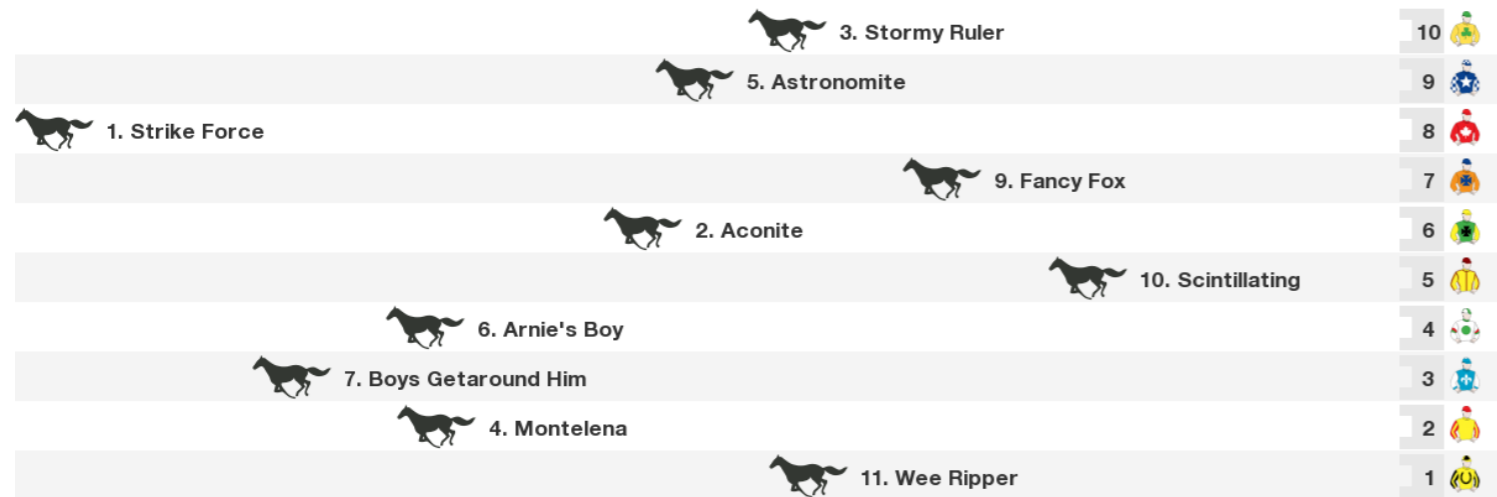 3. Stormy Ruler 10
5. Astronomite 9
1. Strike Force 8
9. Fancy Fox 7
2. Aconite 6
10. Scintillating 5
6. Arnie's Boy 4
7. Boys Getaround Him 3
4. Montelena 2
11. Wee Ripper 1